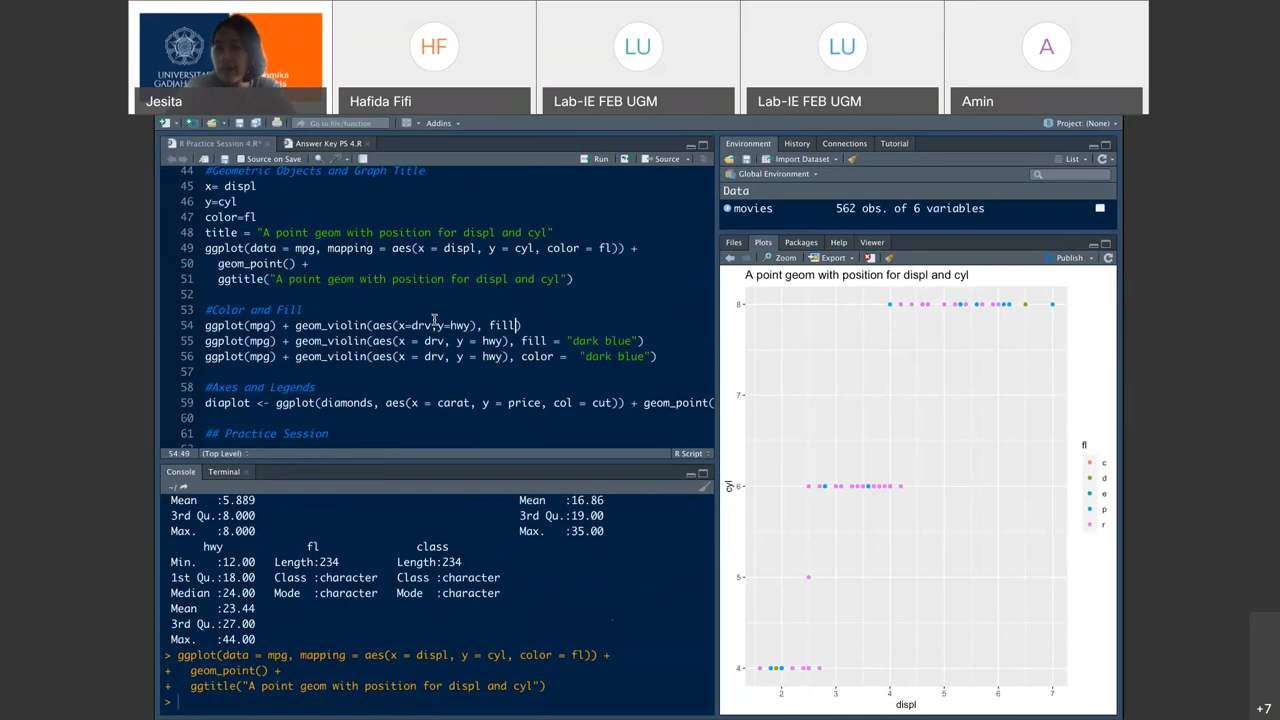 UNIVERSITAS
GADJAH
Jesita
HF
Hafida Fifi
LU
Lab-IE FEB UGM
LU
Lab-IE FEB UGM
A
Amin
Go to file/function
Addins
Project: (None)
R Practice Session 4.R*
Answer Key PS 4.R
Source on Save
Run
Source
44 #Geometric Objects and Graph Title
45 x= displ
46 y=cyl
47 color=fl
48 title = "A point geom with position for displ and cyl"
49 ggplot(data = mpg, mapping = aes(x = displ, y = cyl, color = fl)) +
50 geom_point() +
51 ggtitle("A point geom with position for displ and cyl")
52
53 #Color and Fill
54 ggplot(mpg) + geom_violin(aes(x=drv,y=hwy), fill)
55 ggplot(mpg) + geom_violin(aes(x = drv, y = hwy), fill = "dark blue")
56 ggplot(mpg) + geom_violin(aes(x = drv, y = hwy), color =  "dark blue")
57
58 #Axes and Legends
59 diaplot <- ggplot(diamonds, aes(x = carat, y = price, col = cut)) + geom_point(
60
61 ## Practice Session
54:49 (Top Level) R Script
Console Terminal
~/
Mean :5.889 Mean :16.86
3rd Qu.:8.000 3rd Qu.:19.00
Max. :8.000 Max. :35.00
hwy fl class
Min. :12.00 Length:234 Length:234
1st Qu.:18.00 Class :character Class :character
Median :24.00 Mode :character Mode :character
Mean :23.44
3rd Qu.:27.00
Max. :44.00
> ggplot(data = mpg, mapping = aes(x = displ, y = cyl, color = fl)) +
+ geom_point() +
+ ggtitle("A point geom with position for displ and cyl")
>
Environment History Connections Tutorial
Import Dataset List
Global Environment
Data
movies 562 obs. of 6 variables
Files Plots Packages Help Viewer
Zoom Export Publish
A point geom with position for displ and cyl
8
7
6
5
4
cyl
2 3 4 5 6 7
displ
fl
c
d
e
p
r
+7